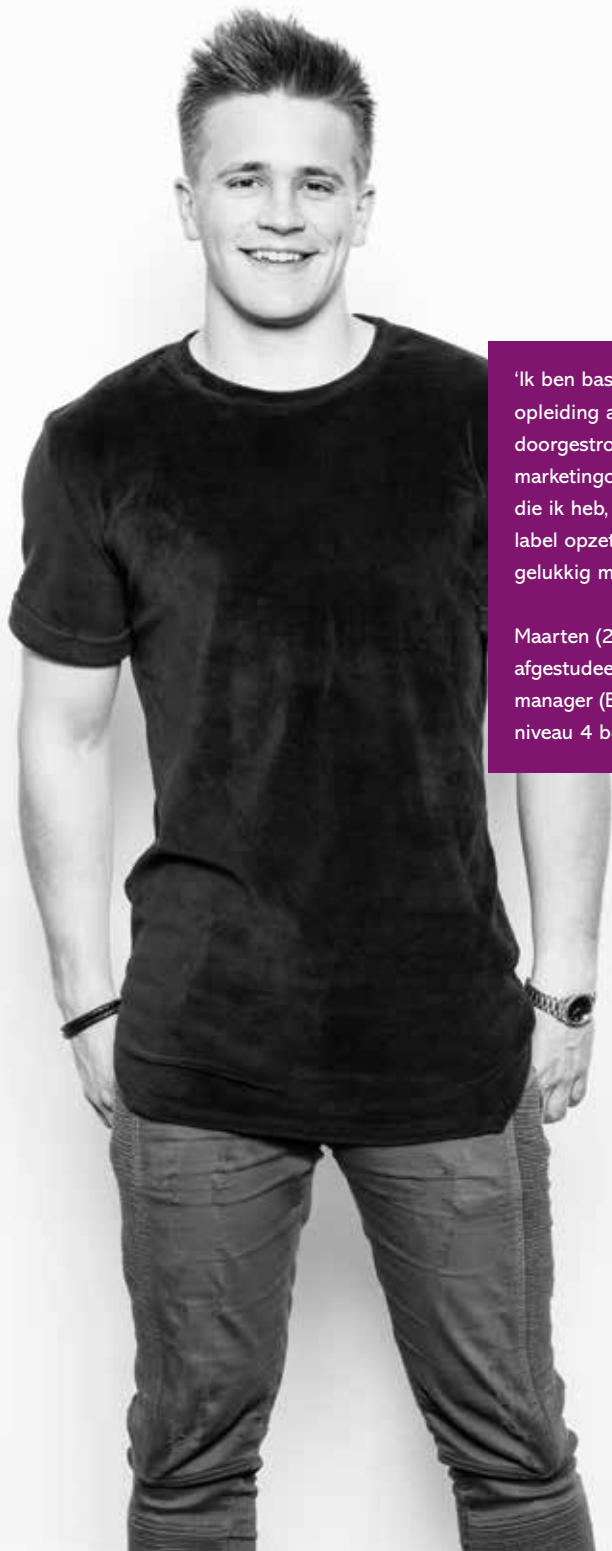 ‘Ik ben bas
opleiding a
doorgestro
marketingo
die ik heb,
label opzet
gelukkig m
Maarten (2
afgestudee
manager (B
niveau 4 b